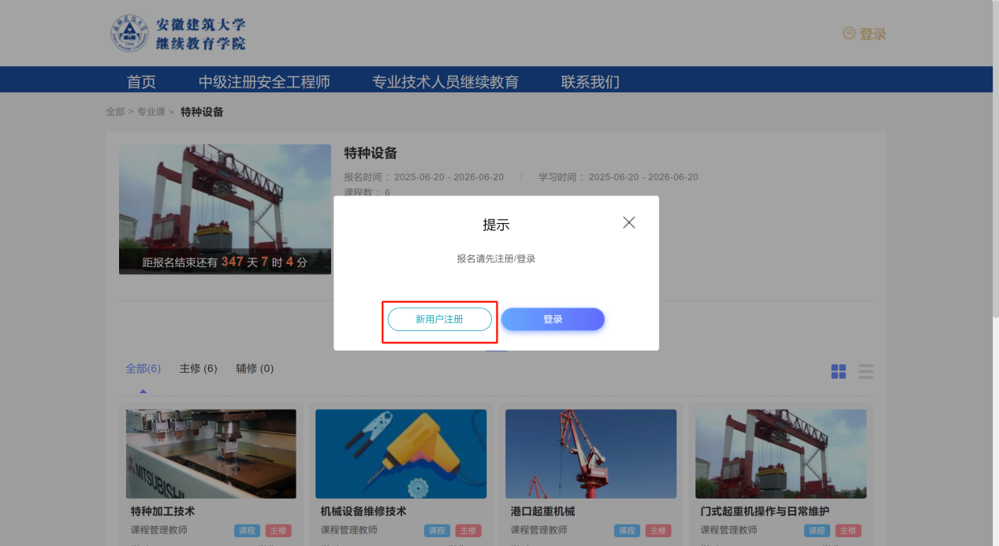 安徽建筑大学
继续教育学院
登录
首页 中级注册安全工程师 专业技术人员继续教育 联系我们
全部 > 专业课 > 特种设备
特种设备
报名时间： 2025-06-20 - 2026-06-20 | 学习时间： 2025-06-20 - 2026-06-20
课程数： 6
距报名结束还有 347 天 7 时 4 分
提示
报名请先注册/登录
新用户注册 登录
全部(6) 主修 (6) 辅修 (0)
MITSUBISHI
特种加工技术 机械设备维修技术 港口起重机械 门式起重机操作与日常维护
课程管理教师 课程 主修 课程管理教师 课程 主修 课程管理教师 课程 主修 课程管理教师 课程 主修